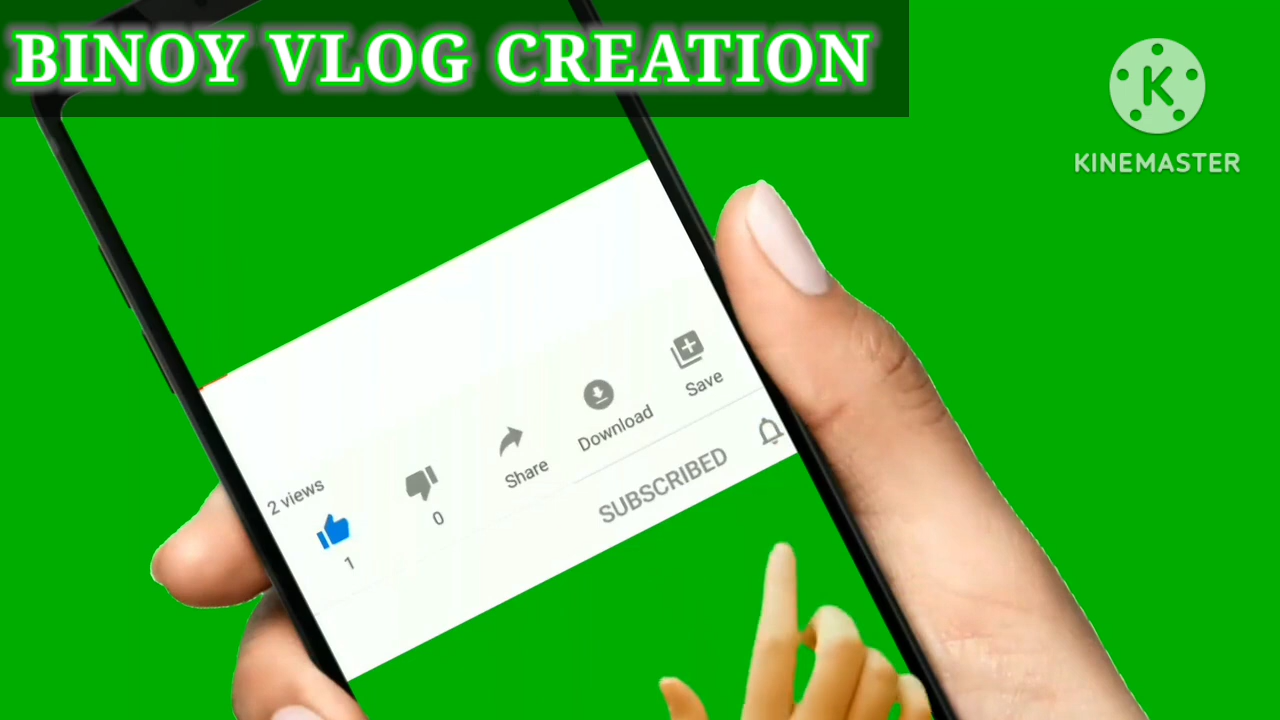 BINOY VLOG CREATION
K
KINEMASTER
Save
Download
Share
2 views
0
1
SUBSCRIBED